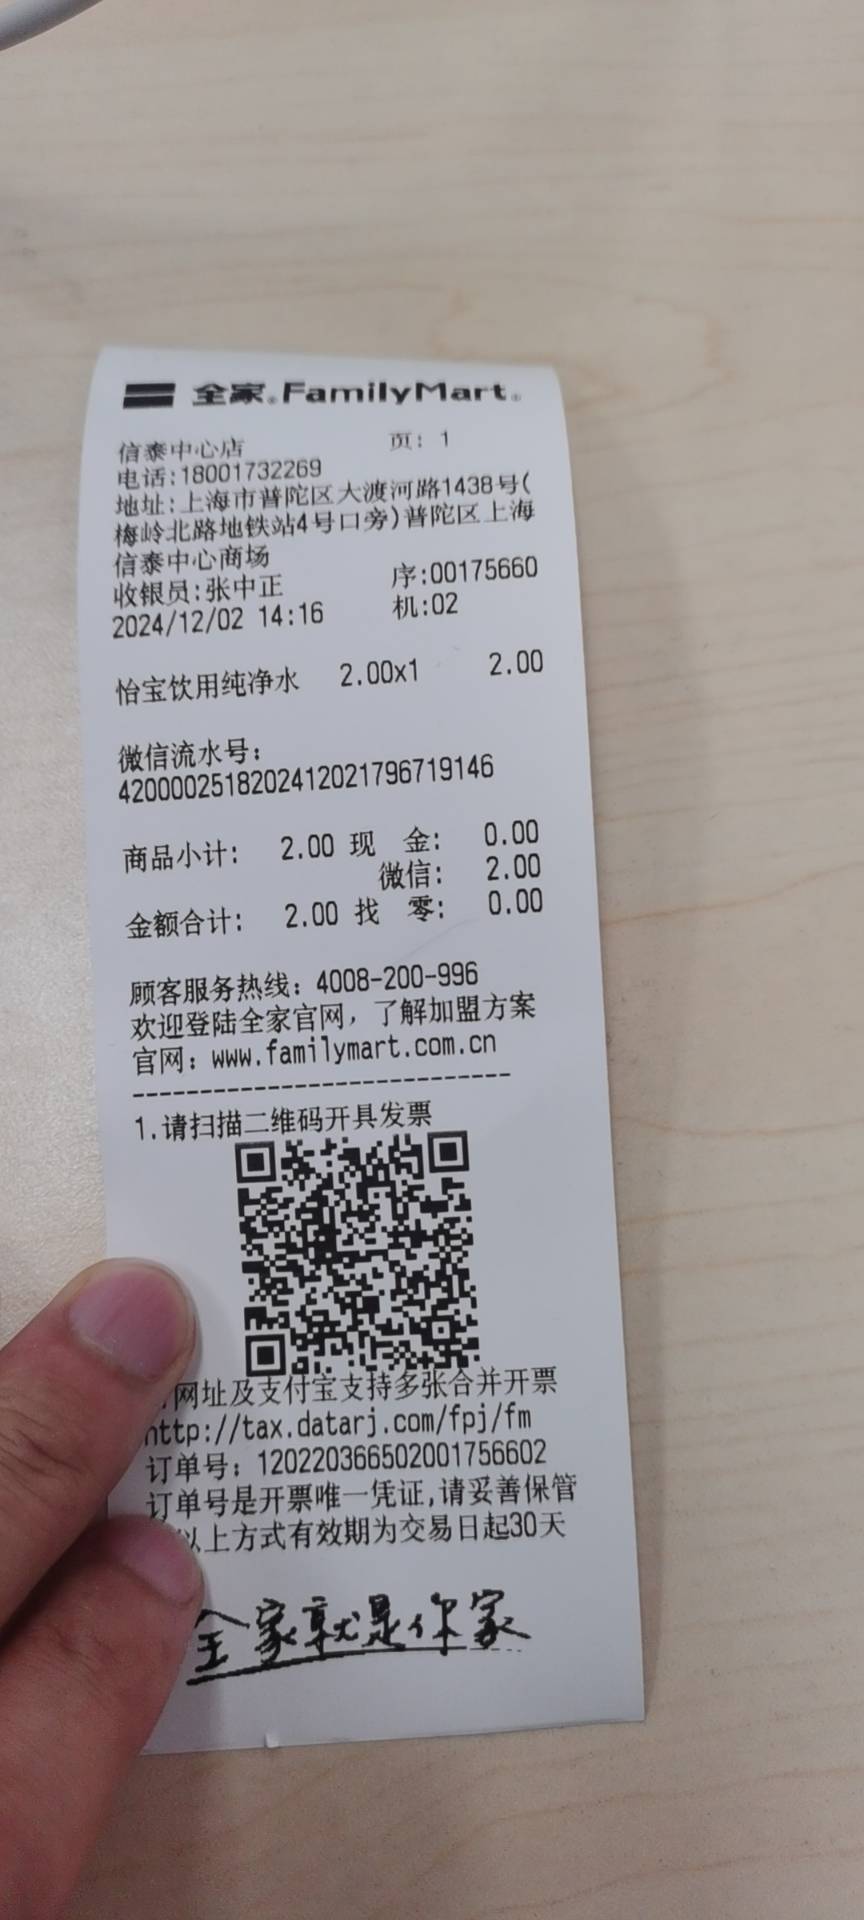 全家®FamilyMart®
信泰中心店 页: 1
电话:18001732269
地址:上海市普陀区大渡河路1438号(
梅岭北路地铁站4号口旁)普陀区上海
信泰中心商场
收银员:张中正 序:00175660
2024/12/02 14:16 机:02
怡宝饮用纯净水 2.00x1 2.00
微信流水号:
4200002518202412021796719146
商品小计: 2.00 现 金: 0.00
微信: 2.00
金额合计: 2.00 找 零: 0.00
顾客服务热线: 4008-200-996
欢迎登陆全家官网, 了解加盟方案
官网: www.familymart.com.cn
----------------------------
1.请扫描二维码开具发票
网址及支付宝支持多张合并开票
http://tax.datarj.com/fpj/fm
订单号: 1202203665020017566​02
订单号是开票唯一凭证,请妥善保管
以上方式有效期为交易日起30天
全家就是你家